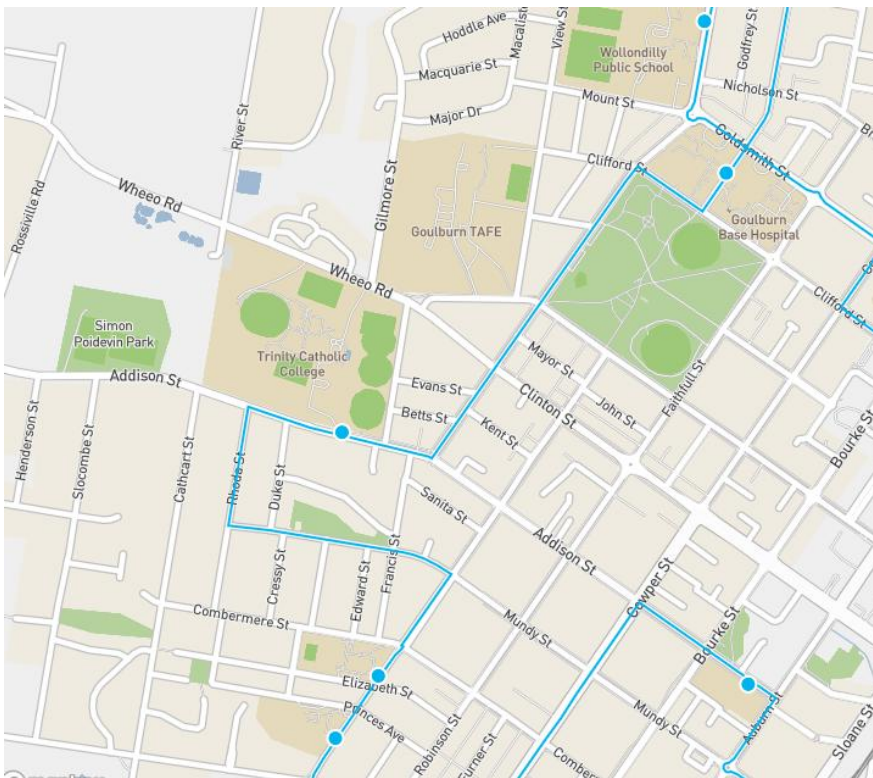 Hoddle Ave
Macalister
View St
Wollondilly
Public School
Godfrey St
Macquarie St
Nicholson St
Mount St
Major Dr
River St
Goldsmith St
Clifford St
Gilmore St
Rossiville Rd
Wheeo Rd
Goulburn TAFE
Goulburn
Base Hospital
Wheeo Rd
Clifford St
Simon
Poidevin Park
Trinity Catholic
College
Mayor St
Faithfull St
Addison St
Evans St
Clinton St
John St
Betts St
Kent St
Bourke St
Henderson St
Slocombe St
Cathcart St
Rhoda St
Duke St
Sanita St
Addison St
Cressy St
Edward St
Francis St
Cowper St
Combermere St
Mundy St
Bourke St
Elizabeth St
Princes Ave
Robinson St
Mundy St
Auburn St
Sloane St
Turner St